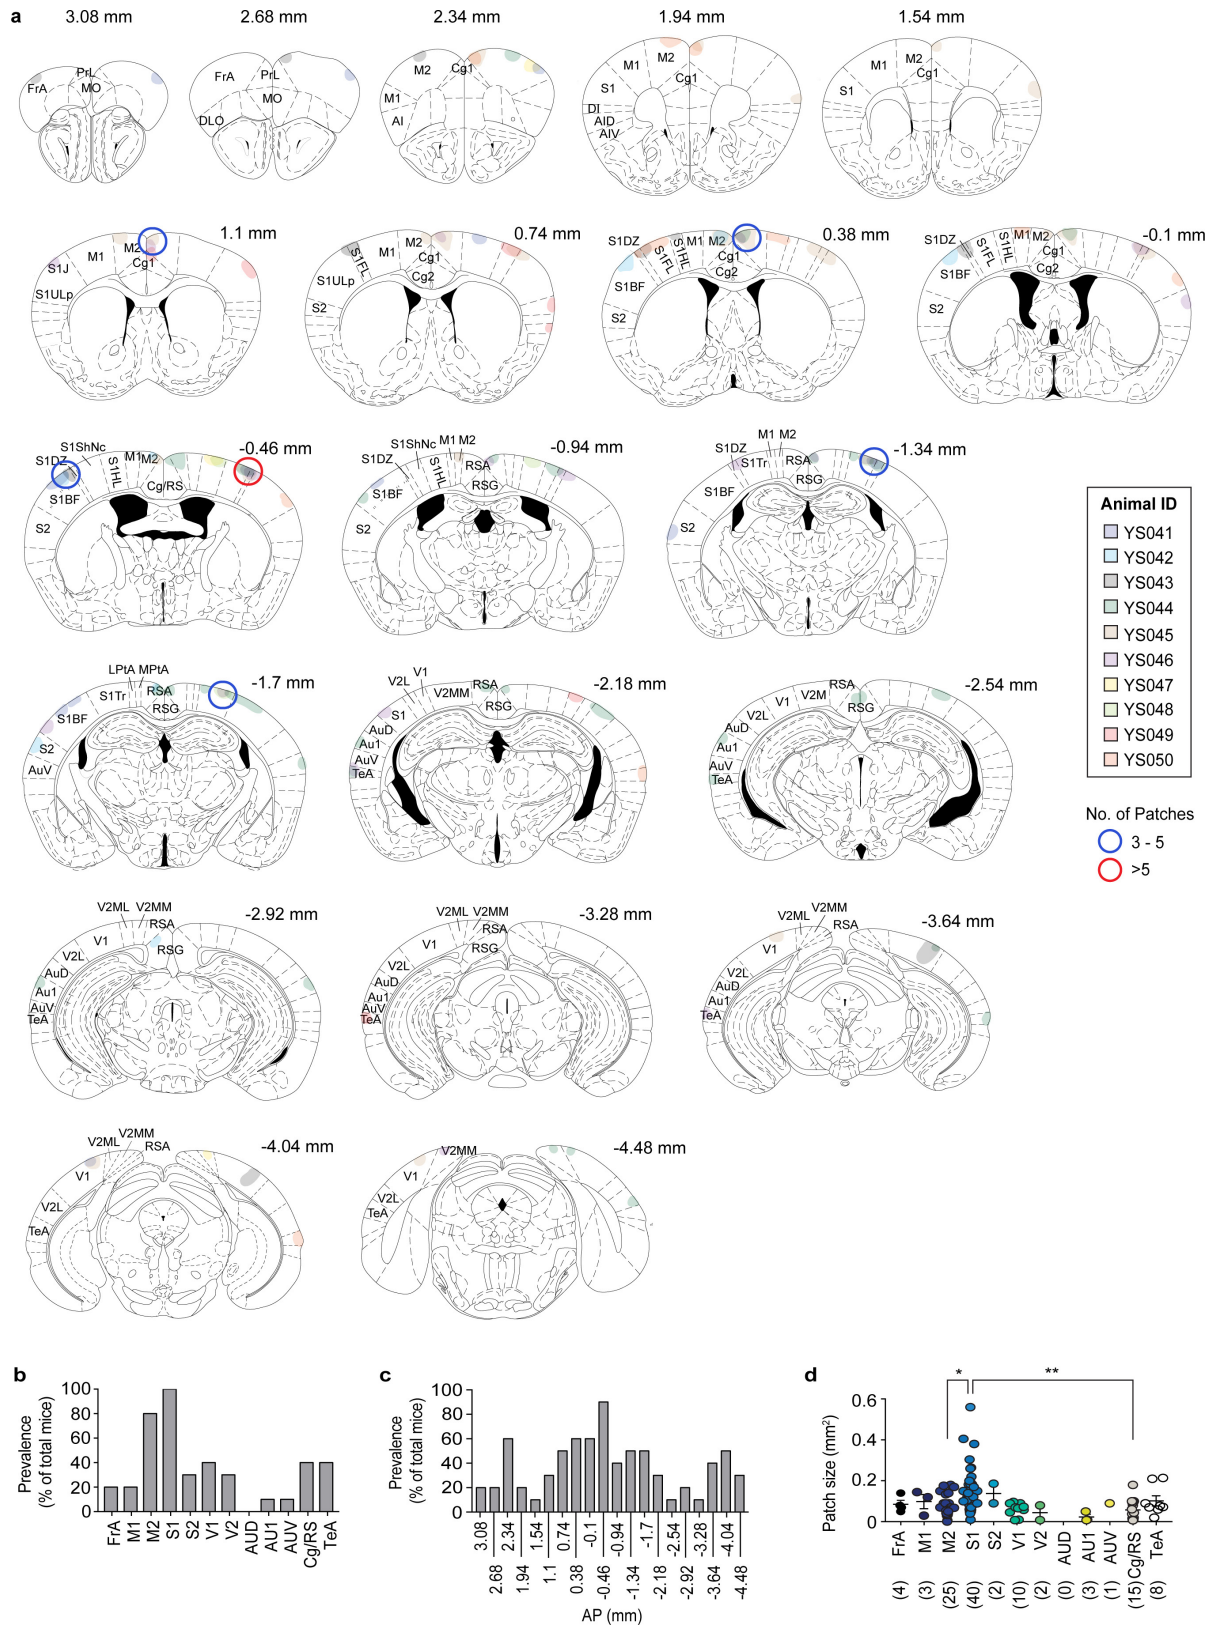 a
3.08 mm
2.68 mm
2.34 mm
1.94 mm
1.54 mm
FrA
PrL
MO
FrA
PrL
MO
DLO
M2
Cg1
M1
AI
M2
M1
Cg1
S1
DI
AID
AIV
M2
M1
Cg1
S1
1.1 mm
0.74 mm
0.38 mm
-0.1 mm
M2
M1
Cg1
S1J
S1ULp
M2
M1
Cg1
Cg2
S1FL
S1ULp
S2
S1DZ
S1FL
S1HL
M1
M2
Cg1
Cg2
S1BF
S2
S1DZ
S1FL
S1HL
M1
M2
Cg1
Cg2
S1BF
S2
-0.46 mm
-0.94 mm
-1.34 mm
S1ShNc
S1DZ
S1HL
M1
M2
Cg/RS
S1BF
S2
S1ShNc
M1 M2
S1DZ
S1HL
RSA
RSG
S1BF
S2
M1 M2
S1DZ
S1Tr
RSA
RSG
S1BF
S2
Animal ID
YS041
YS042
YS043
YS044
YS045
YS046
YS047
YS048
YS049
YS050
No. of Patches
3 - 5
>5
-1.7 mm
-2.18 mm
-2.54 mm
LPtA MPtA
S1Tr
RSA
RSG
S1BF
S2
AuV
V1
V2L
V2MM
RSA
RSG
S1
AuD
Au1
AuV
TeA
RSA
V2M
V1
RSG
V2L
AuD
Au1
AuV
TeA
-2.92 mm
-3.28 mm
-3.64 mm
V2ML V2MM
RSA
V1
RSG
V2L
AuD
Au1
AuV
TeA
V2ML V2MM
RSA
V1
RSG
V2L
AuD
Au1
AuV
TeA
V2MM
V2ML
RSA
V1
V2L
AuD
Au1
TeA
-4.04 mm
-4.48 mm
V2MM
V2ML
RSA
V1
V2L
TeA
V2MM
V1
V2L
TeA
b
Prevalence
(% of total mice)
100
80
60
40
20
0
FrA
M1
M2
S1
S2
V1
V2
AUD
AU1
AUV
Cg/RS
TeA
c
Prevalence
(% of total mice)
100
80
60
40
20
0
3.08
2.68
2.34
1.94
1.54
1.1
0.74
0.38
-0.1
-0.46
-0.94
-1.34
-1.7
-2.18
-2.54
-2.92
-3.28
-3.64
-4.04
-4.48
AP (mm)
d
Patch size (mm²)
0.6
0.4
0.2
0
*
**
FrA
M1
M2
S1
S2
V1
V2
AUD
AU1
AUV
Cg/RS
TeA
(4)
(3)
(25)
(40)
(2)
(10)
(2)
(0)
(3)
(1)
(15)
(8)